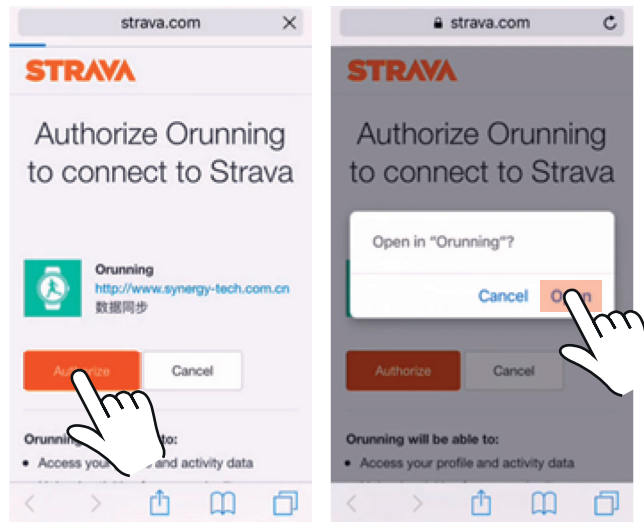 strava.com
STRAVA
Authorize Orunning
to connect to Strava
Orunning
http://www.synergy-tech.com.cn
数据同步
Cancel
Orunning to:
Access your and activity data
strava.com
STRAVA
Authorize Orunning
to connect to Strava
Open in "Orunning"?
Cancel
Authorize
Cancel
Orunning will be able to:
Access your profile and activity data